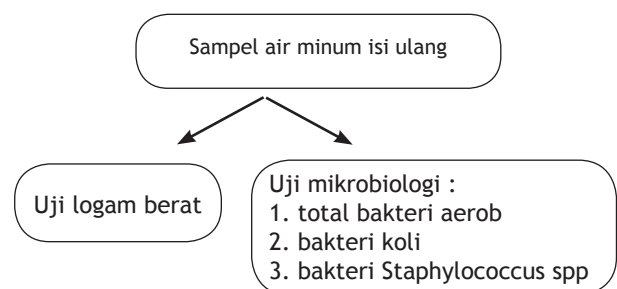 Sampel air minum isi ulang
Uji logam berat
Uji mikrobiologi :
1. total bakteri aerob
2. bakteri koli
3. bakteri Staphylococcus spp